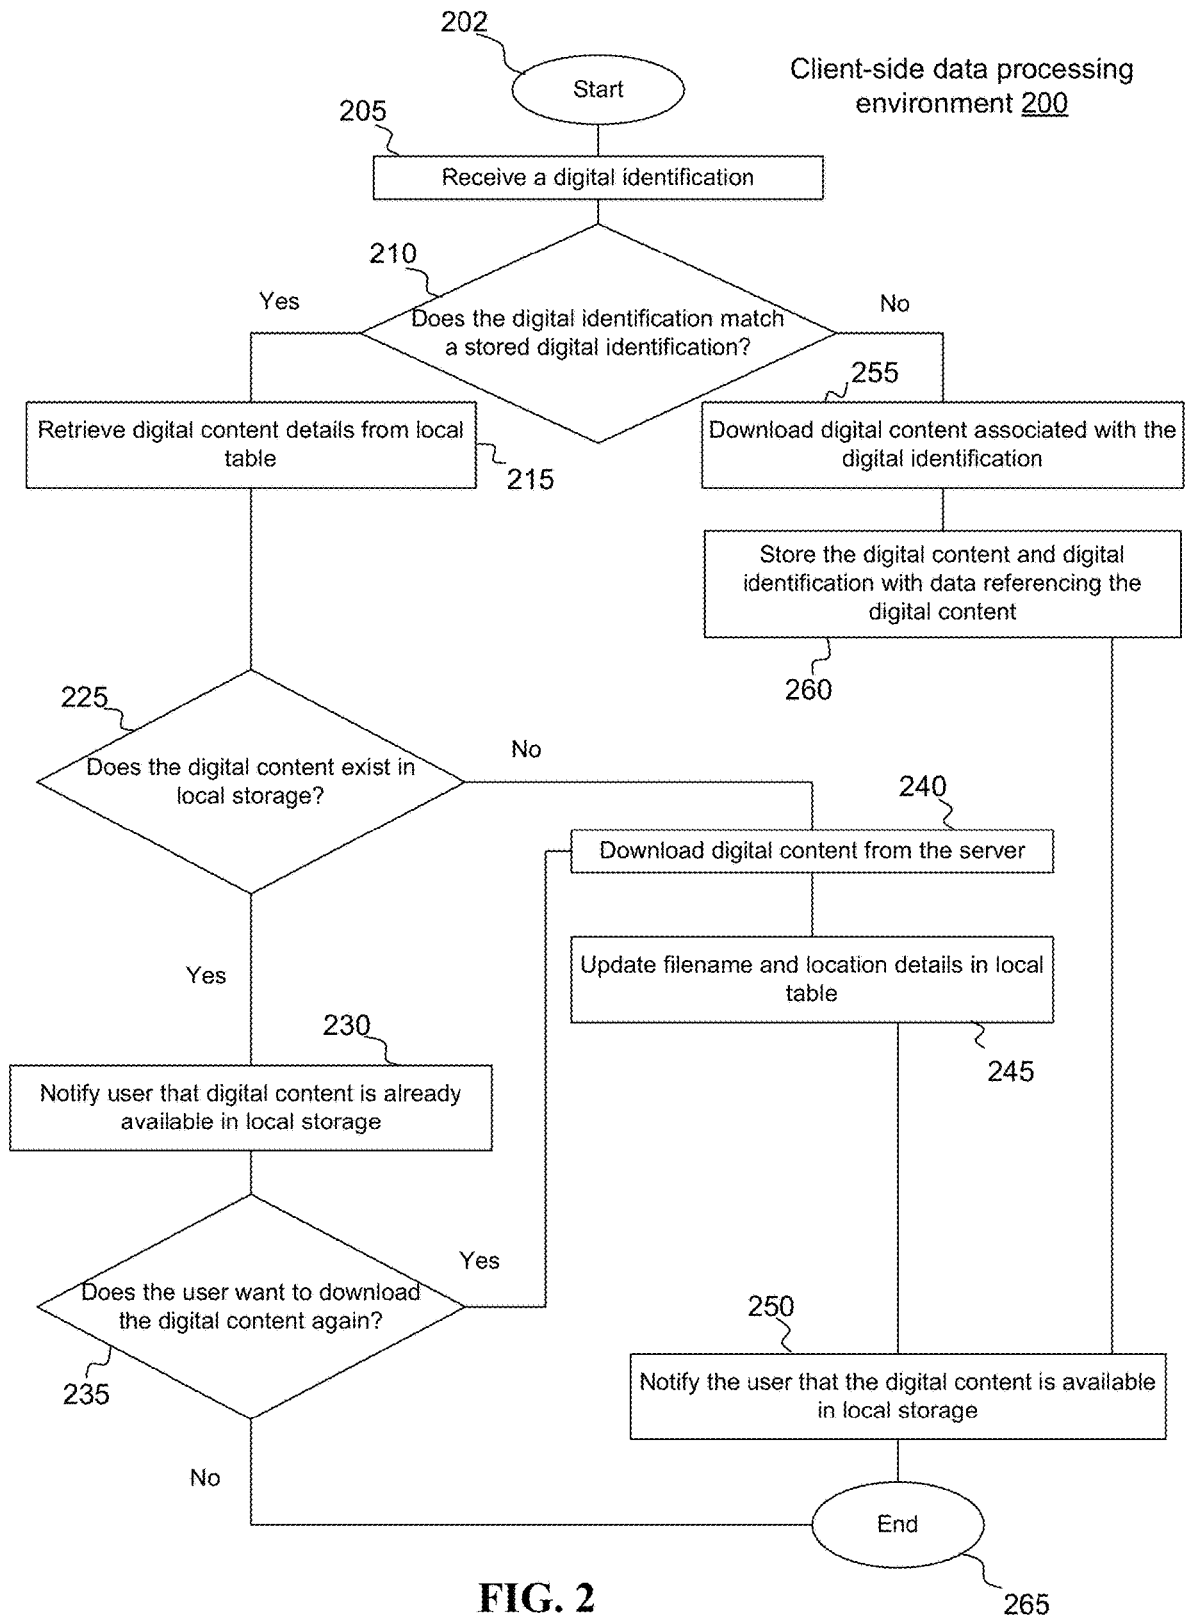 202
Start
Client-side data processing
environment 200
205
Receive a digital identification
210
Yes
No
Does the digital identification match
a stored digital identification?
255
Retrieve digital content details from local
table
215
Download digital content associated with the
digital identification
Store the digital content and digital
identification with data referencing the
digital content
260
225
No
Does the digital content exist in
local storage?
240
Download digital content from the server
Yes
Update filename and location details in local
table
230
245
Notify user that digital content is already
available in local storage
Yes
Does the user want to download
the digital content again?
235
250
Notify the user that the digital content is available
in local storage
No
End
265
FIG. 2